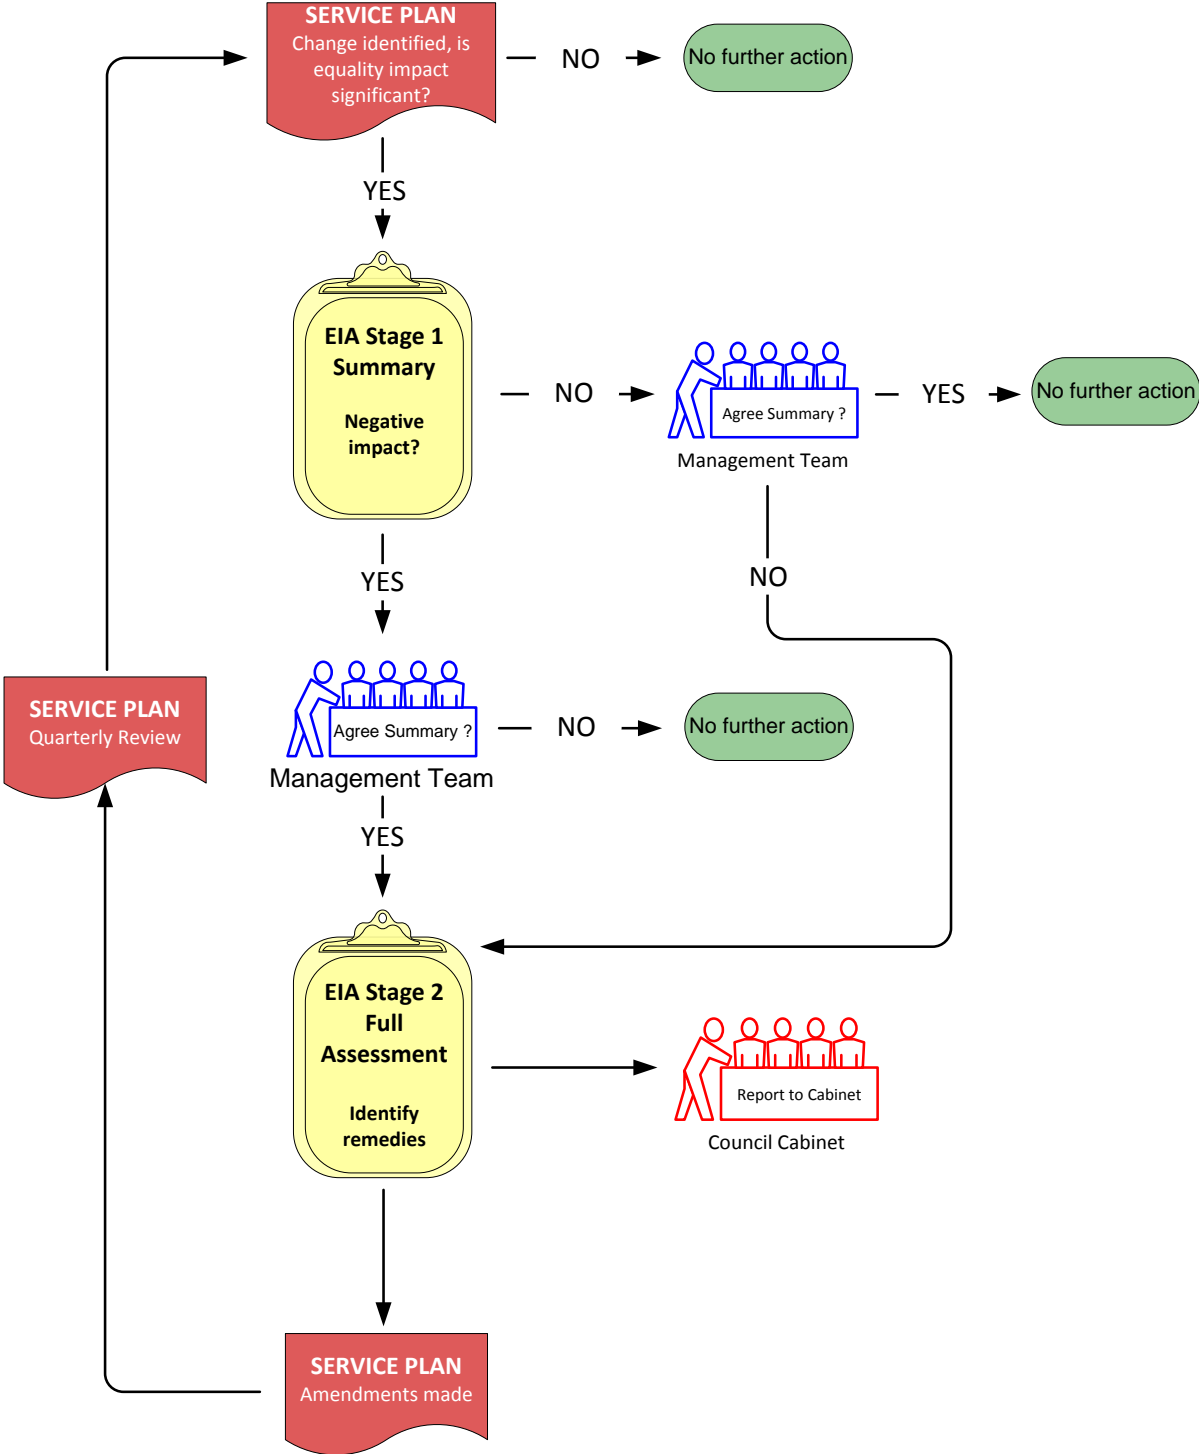 SERVICE PLAN
Change identified, is
equality impact
significant?
NO
No further action
YES
EIA Stage 1
Summary
Negative
impact?
NO
Agree Summary ?
Management Team
YES
No further action
YES
NO
Agree Summary ?
Management Team
NO
No further action
SERVICE PLAN
Quarterly Review
YES
EIA Stage 2
Full
Assessment
Identify
remedies
Report to Cabinet
Council Cabinet
SERVICE PLAN
Amendments made